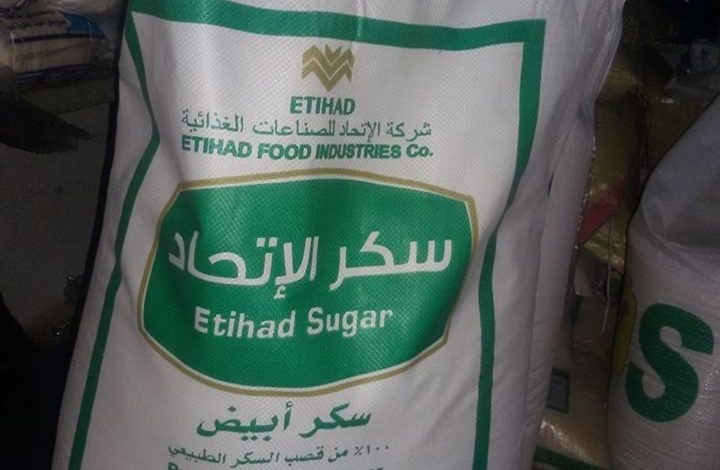 ETIHAD
شركة الإتحاد للصناعات الغذائية
ETIHAD FOOD INDUSTRIES Co.
سكر الإتحاد
Etihad Sugar
سكر أبيض
١٠٠٪ من قصب السكر الطبيعي
S